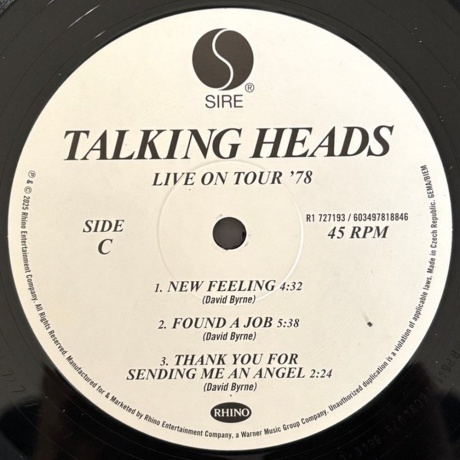 SIRE®
TALKING HEADS
LIVE ON TOUR '78
SIDE
C
R1 727193 / 603497818846
45 RPM
1. NEW FEELING 4:32
(David Byrne)
2. FOUND A JOB 5:38
(David Byrne)
3. THANK YOU FOR
SENDING ME AN ANGEL 2:24
(David Byrne)
RHINO
℗ & © 2025 Rhino Entertainment Company. All Rights Reserved. Manufactured for & Marketed by Rhino Entertainment Company, a Warner Music Group Company. Unauthorized duplication is a violation of applicable laws. Made in Czech Republic. GEMA/BIEM